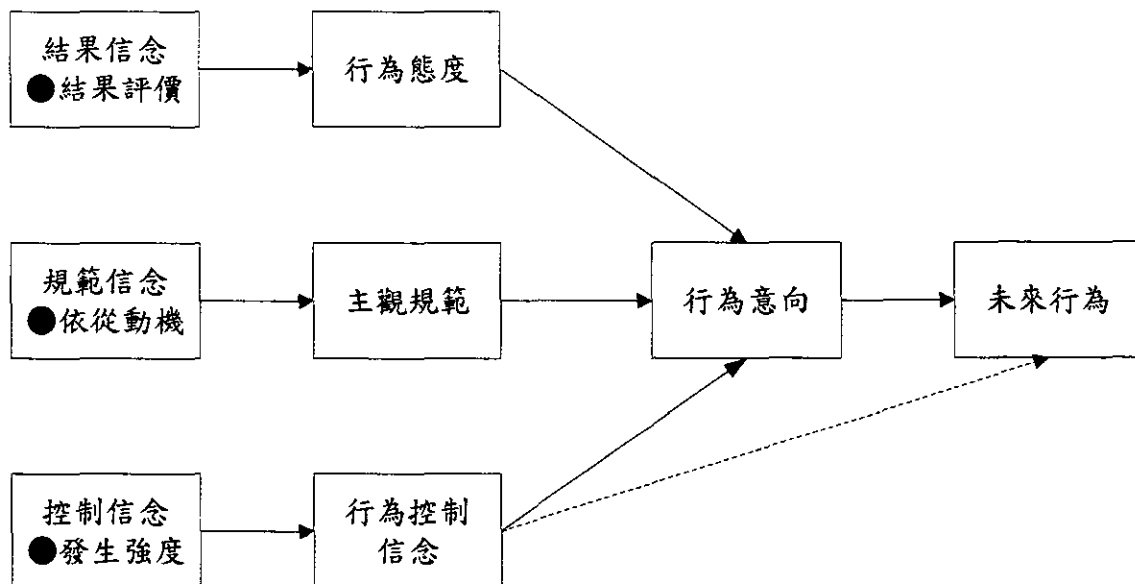 結果信念
●結果評價
行為態度
規範信念
●依從動機
主觀規範
行為意向
未來行為
控制信念
●發生強度
行為控制
信念